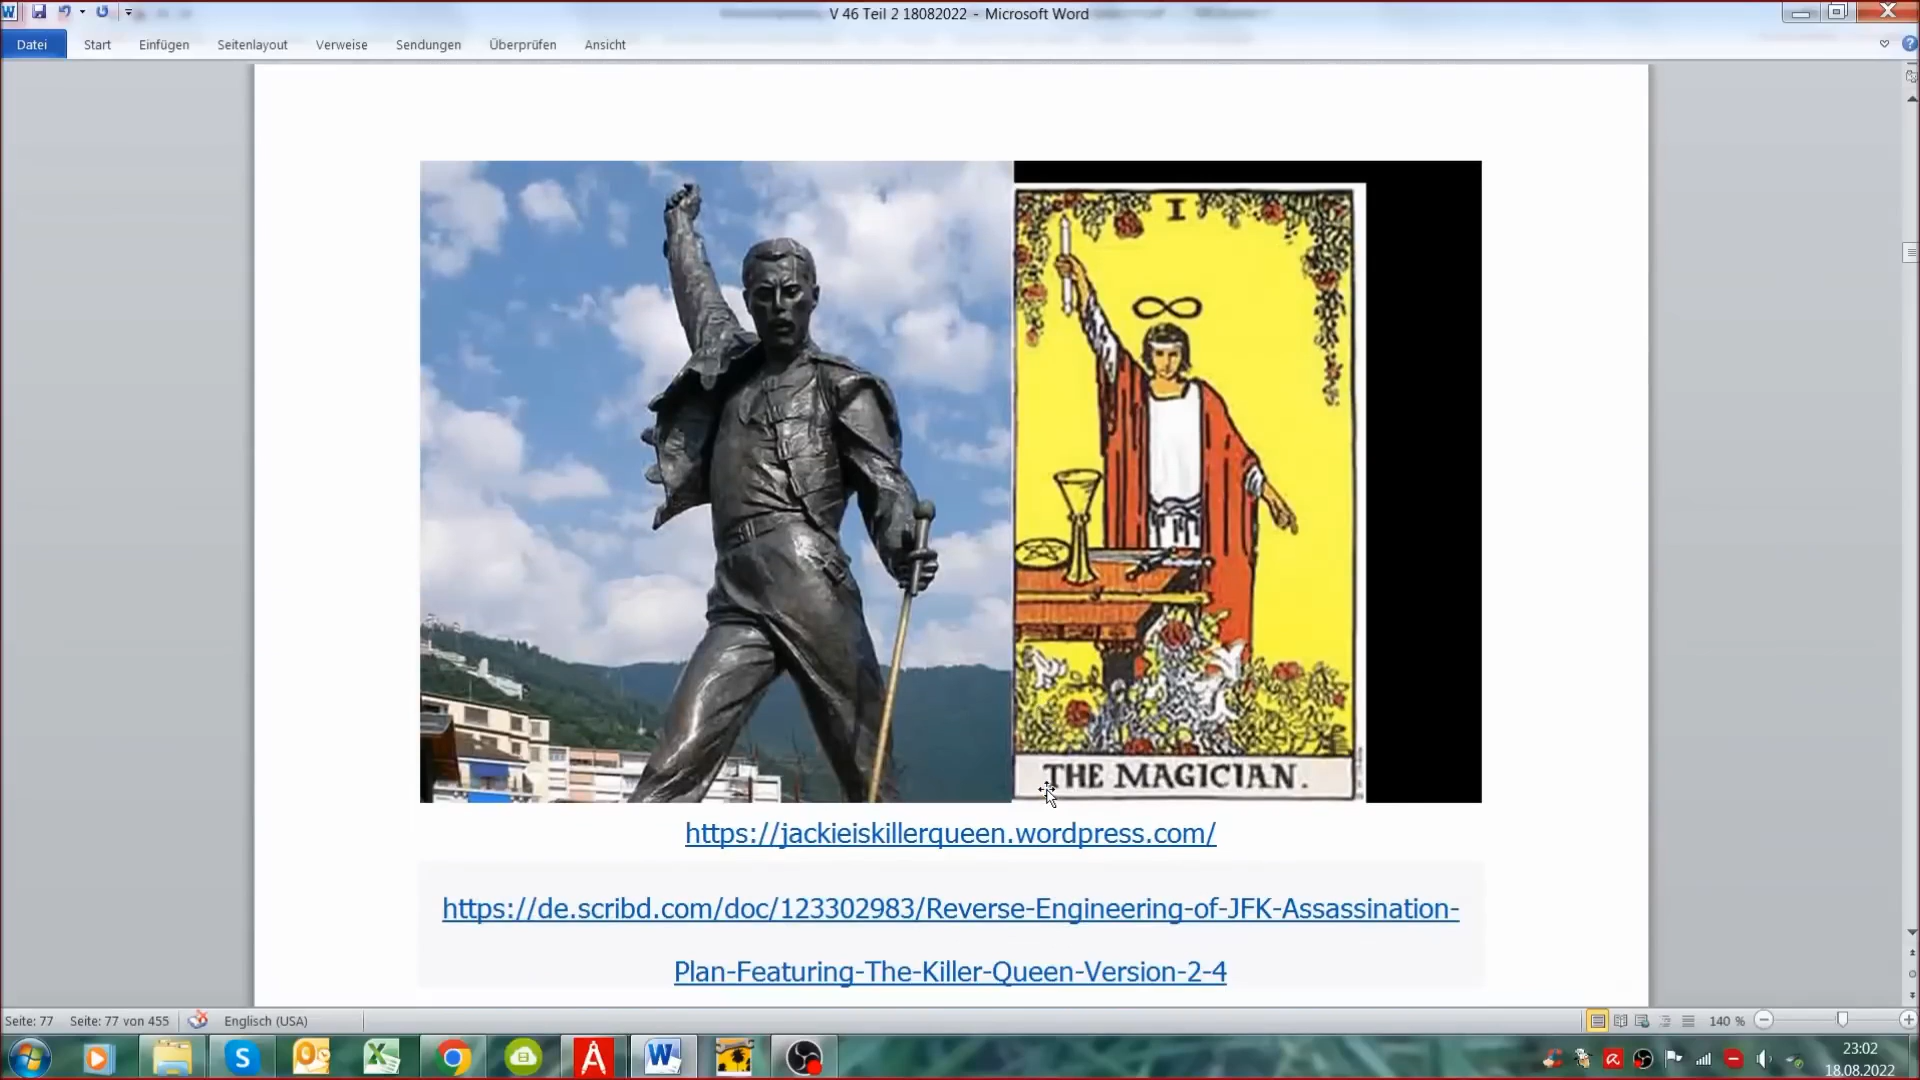 V 46 Teil 2 18082022 - Microsoft Word
Datei Start Einfügen Seitenlayout Verweise Sendungen Überprüfen Ansicht
I
THE MAGICIAN.
https://jackieiskillerqueen.wordpress.com/
https://de.scribd.com/doc/123302983/Reverse-Engineering-of-JFK-Assassination-
Plan-Featuring-The-Killer-Queen-Version-2-4
Seite: 77 Seite: 77 von 455 Englisch (USA) 140 %
23:02
18.08.2022